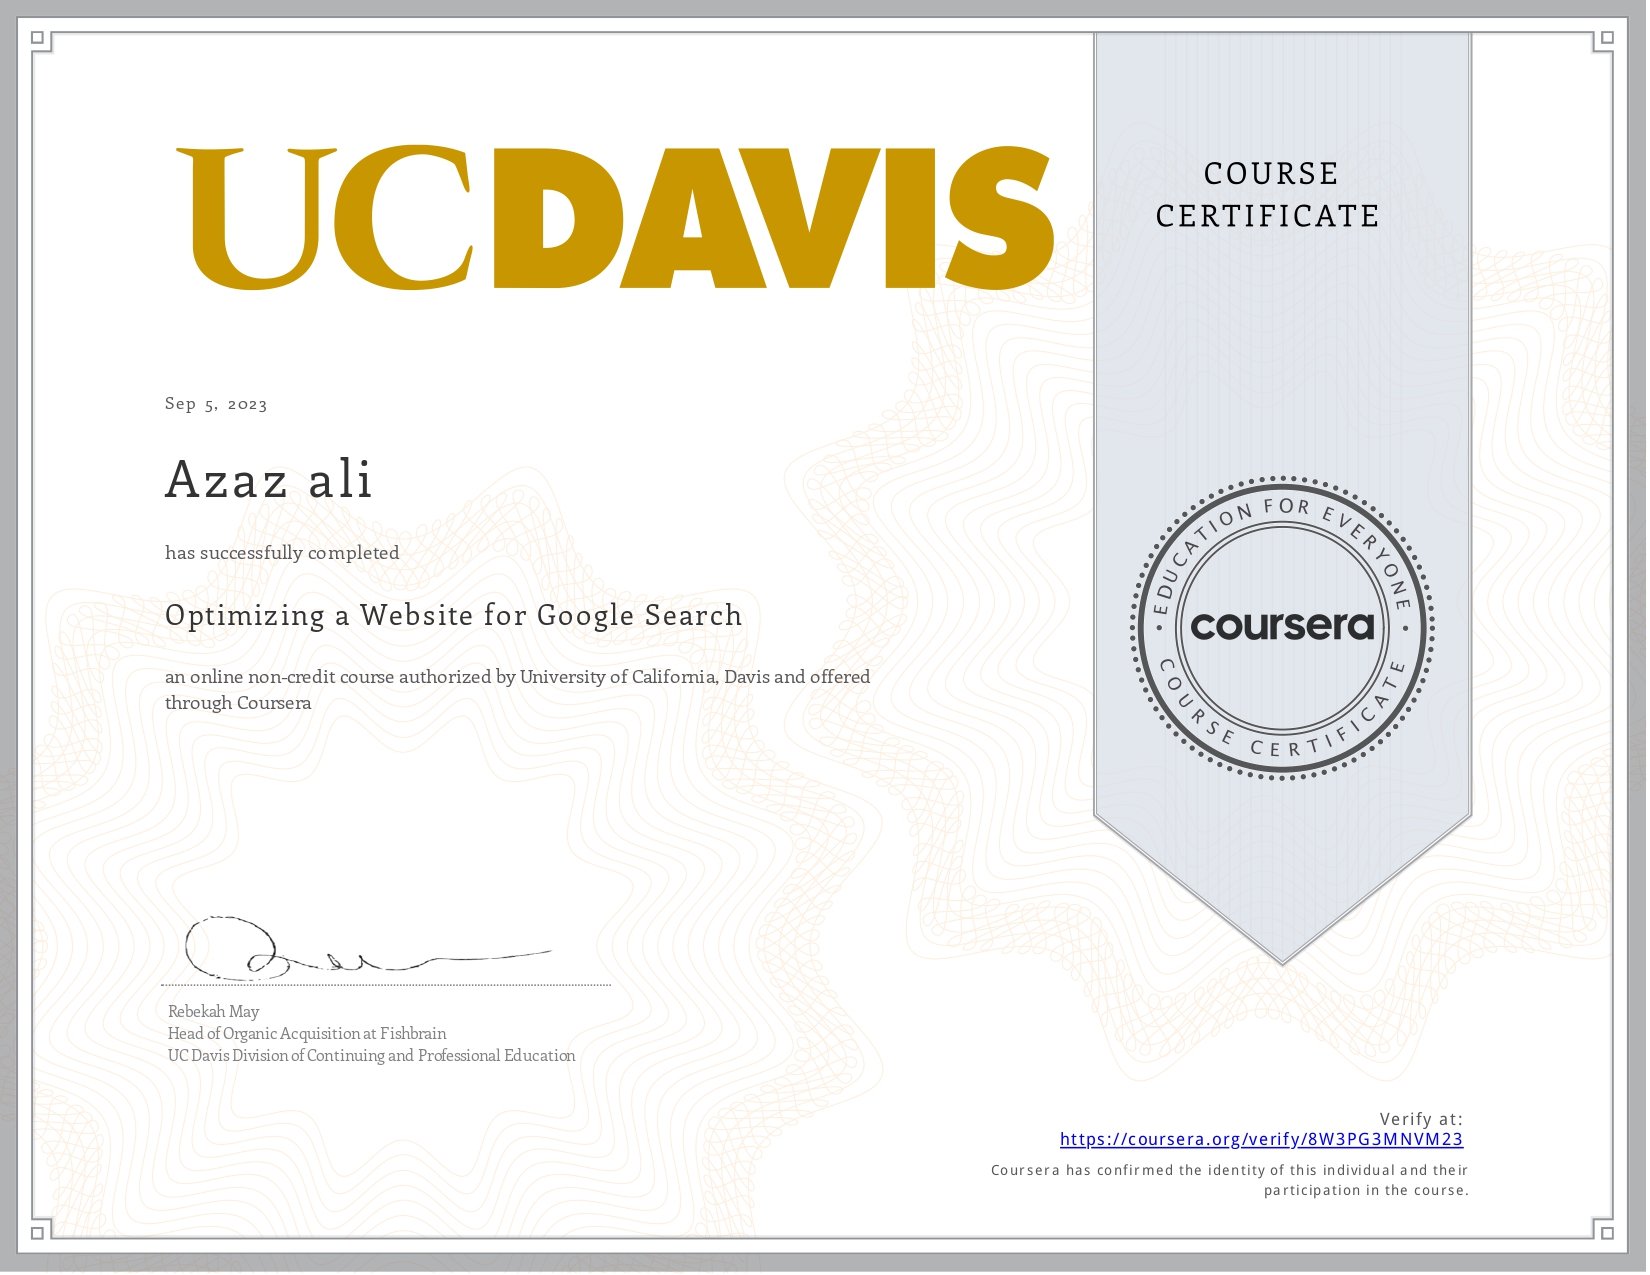 UCDAVIS
COURSE
CERTIFICATE
Sep 5, 2023
Azaz ali
has successfully completed
Optimizing a Website for Google Search
an online non-credit course authorized by University of California, Davis and offered
through Coursera
EDUCATION FOR EVERYONE
coursera
COURSE CERTIFICATE
Rebekah May
Head of Organic Acquisition at Fishbrain
UC Davis Division of Continuing and Professional Education
Verify at:
https://coursera.org/verify/8W3PG3MNVM23
Coursera has confirmed the identity of this individual and their
participation in the course.